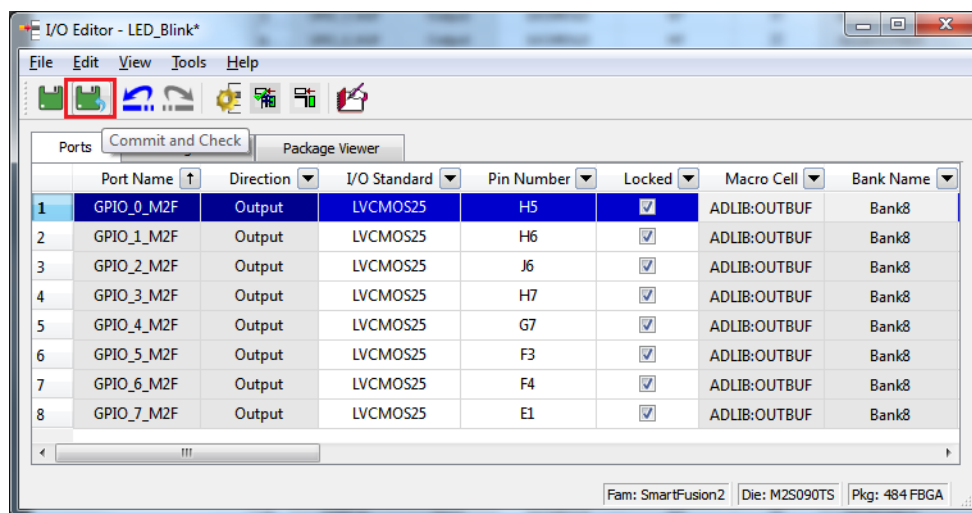 I/O Editor - LED_Blink*
File Edit View Tools Help
Commit and Check
Ports Package Viewer
Port Name Direction I/O Standard Pin Number Locked Macro Cell Bank Name
1 GPIO_0_M2F Output LVCMOS25 H5 ADLIB:OUTBUF Bank8
2 GPIO_1_M2F Output LVCMOS25 H6 ADLIB:OUTBUF Bank8
3 GPIO_2_M2F Output LVCMOS25 J6 ADLIB:OUTBUF Bank8
4 GPIO_3_M2F Output LVCMOS25 H7 ADLIB:OUTBUF Bank8
5 GPIO_4_M2F Output LVCMOS25 G7 ADLIB:OUTBUF Bank8
6 GPIO_5_M2F Output LVCMOS25 F3 ADLIB:OUTBUF Bank8
7 GPIO_6_M2F Output LVCMOS25 F4 ADLIB:OUTBUF Bank8
8 GPIO_7_M2F Output LVCMOS25 E1 ADLIB:OUTBUF Bank8
Fam: SmartFusion2 Die: M2S090TS Pkg: 484 FBGA